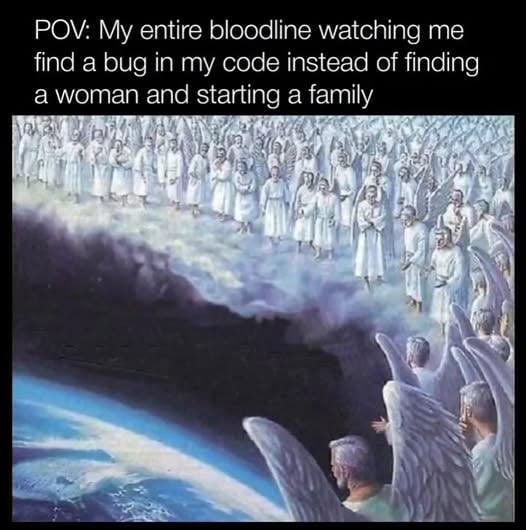 POV: My entire bloodline watching me
find a bug in my code instead of finding
a woman and starting a family